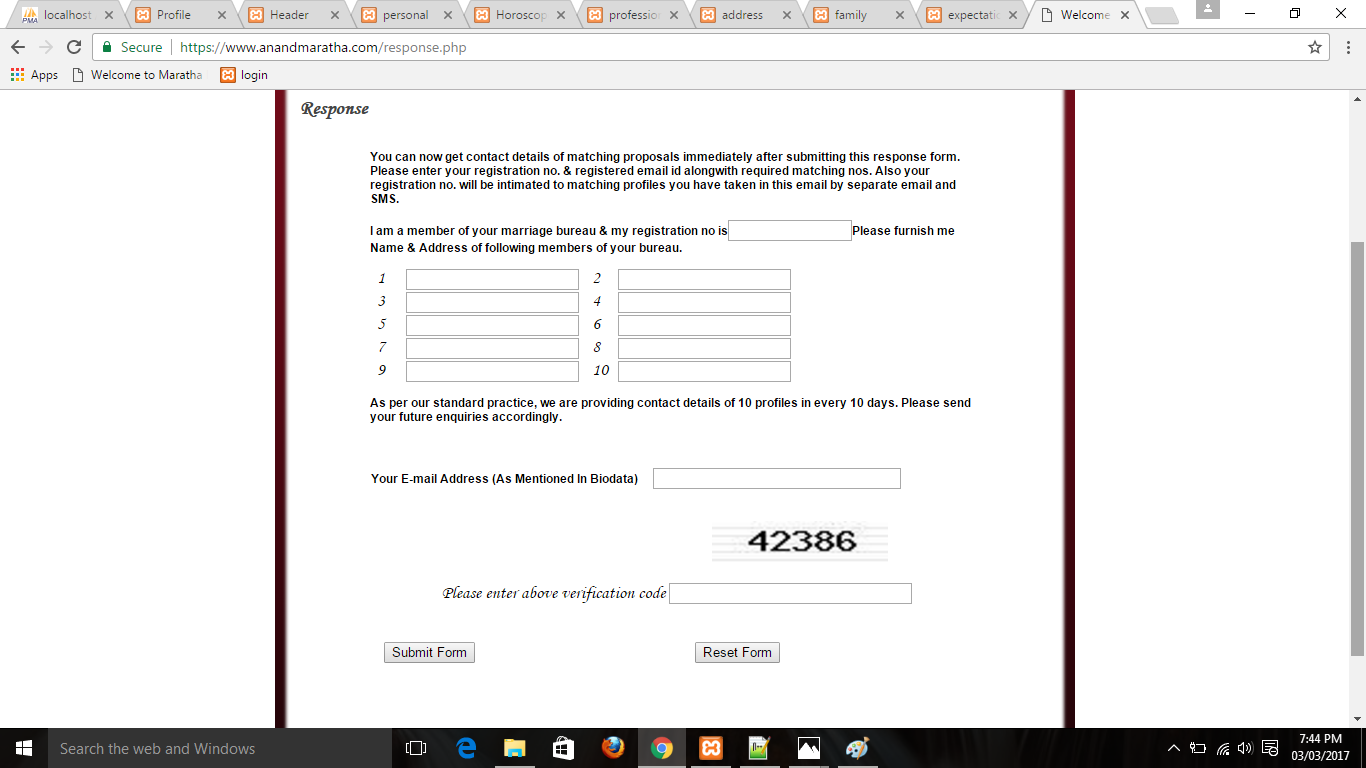 localhost
Profile
Header
personal
Horoscop
professio
address
family
expectatio
Welcome
Secure
https://www.anandmaratha.com/response.php
Apps
Welcome to Maratha
login
Response
You can now get contact details of matching proposals immediately after submitting this response form.
Please enter your registration no. & registered email id alongwith required matching nos. Also your
registration no. will be intimated to matching profiles you have taken in this email by separate email and
SMS.
I am a member of your marriage bureau & my registration no is Please furnish me
Name & Address of following members of your bureau.
1 2
3 4
5 6
7 8
9 10
As per our standard practice, we are providing contact details of 10 profiles in every 10 days. Please send
your future enquiries accordingly.
Your E-mail Address (As Mentioned In Biodata)
42386
Please enter above verification code
Submit Form Reset Form
Search the web and Windows
7:44 PM
03/03/2017